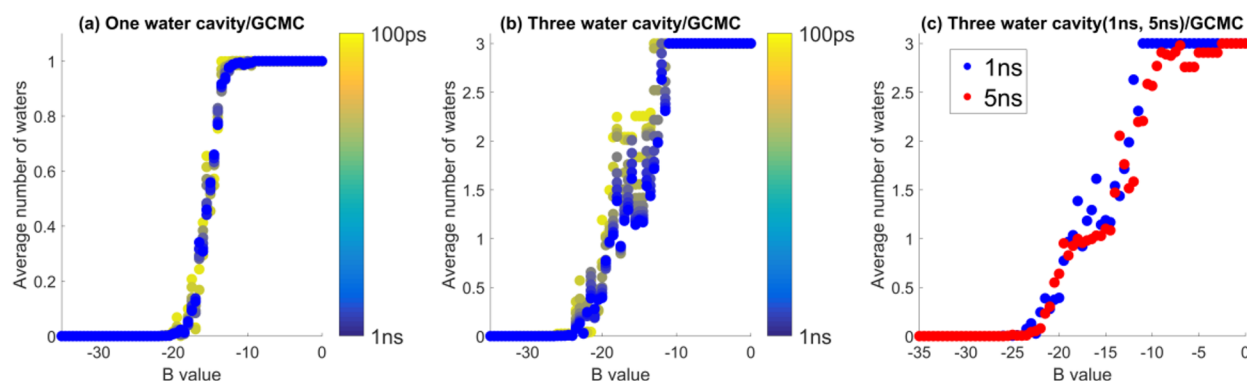 (a) One water cavity/GCMC
Average number of waters
1
0.8
0.6
0.4
0.2
0
-30
-20
-10
0
B value
100ps
1ns
(b) Three water cavity/GCMC
Average number of waters
3
2.5
2
1.5
1
0.5
0
-30
-20
-10
0
B value
100ps
1ns
(c) Three water cavity(1ns, 5ns)/GCMC
Average number of waters
3
2.5
2
1.5
1
0.5
0
-35
-30
-25
-20
-15
-10
-5
0
B value
1ns
5ns